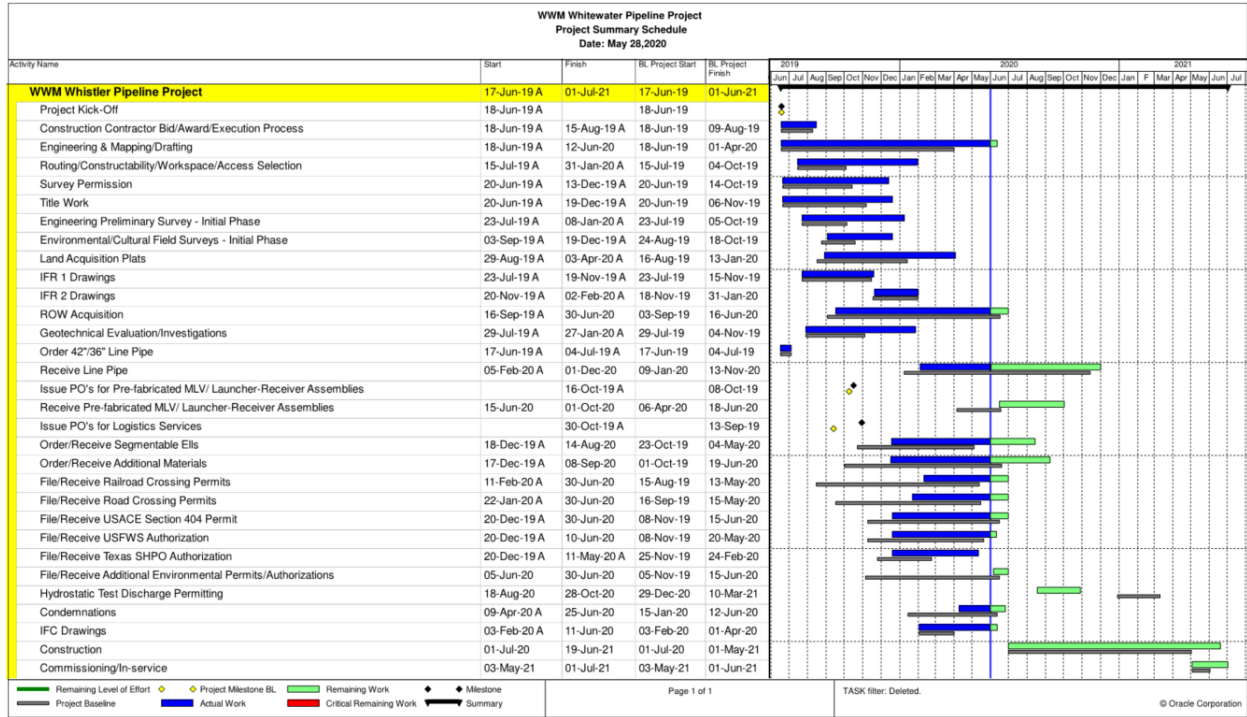 WWM Whitewater Pipeline Project
Project Summary Schedule
Date: May 28,2020
Activity Name Start Finish BL Project Start BL Project Finish 2019 2020 2021
Jun Jul Aug Sep Oct Nov Dec Jan Feb Mar Apr May Jun Jul Aug Sep Oct Nov Dec Jan F Mar Apr May Jun Jul
WWM Whistler Pipeline Project 17-Jun-19 A 01-Jul-21 17-Jun-19 01-Jun-21
Project Kick-Off 18-Jun-19 A 18-Jun-19
Construction Contractor Bid/Award/Execution Process 18-Jun-19 A 15-Aug-19 A 18-Jun-19 09-Aug-19
Engineering & Mapping/Drafting 18-Jun-19 A 12-Jun-20 18-Jun-19 01-Apr-20
Routing/Constructability/Workspace/Access Selection 15-Jul-19 A 31-Jan-20 A 15-Jul-19 04-Oct-19
Survey Permission 20-Jun-19 A 13-Dec-19 A 20-Jun-19 14-Oct-19
Title Work 20-Jun-19 A 19-Dec-19 A 20-Jun-19 06-Nov-19
Engineering Preliminary Survey - Initial Phase 23-Jul-19 A 08-Jan-20 A 23-Jul-19 05-Oct-19
Environmental/Cultural Field Surveys - Initial Phase 03-Sep-19 A 19-Dec-19 A 24-Aug-19 18-Oct-19
Land Acquisition Plats 29-Aug-19 A 03-Apr-20 A 16-Aug-19 13-Jan-20
IFR 1 Drawings 23-Jul-19 A 19-Nov-19 A 23-Jul-19 15-Nov-19
IFR 2 Drawings 20-Nov-19 A 02-Feb-20 A 18-Nov-19 31-Jan-20
ROW Acquisition 16-Sep-19 A 30-Jun-20 03-Sep-19 16-Jun-20
Geotechnical Evaluation/Investigations 29-Jul-19 A 27-Jan-20 A 29-Jul-19 04-Nov-19
Order 42"/36" Line Pipe 17-Jun-19 A 04-Jul-19 A 17-Jun-19 04-Jul-19
Receive Line Pipe 05-Feb-20 A 01-Dec-20 09-Jan-20 13-Nov-20
Issue PO's for Pre-fabricated MLV/ Launcher-Receiver Assemblies 16-Oct-19 A 08-Oct-19
Receive Pre-fabricated MLV/ Launcher-Receiver Assemblies 15-Jun-20 01-Oct-20 06-Apr-20 18-Jun-20
Issue PO's for Logistics Services 30-Oct-19 A 13-Sep-19
Order/Receive Segmentable Ells 18-Dec-19 A 14-Aug-20 23-Oct-19 04-May-20
Order/Receive Additional Materials 17-Dec-19 A 08-Sep-20 01-Oct-19 19-Jun-20
File/Receive Railroad Crossing Permits 11-Feb-20 A 30-Jun-20 15-Aug-19 13-May-20
File/Receive Road Crossing Permits 22-Jan-20 A 30-Jun-20 16-Sep-19 15-May-20
File/Receive USACE Section 404 Permit 20-Dec-19 A 30-Jun-20 08-Nov-19 15-Jun-20
File/Receive USFWS Authorization 20-Dec-19 A 10-Jun-20 08-Nov-19 20-May-20
File/Receive Texas SHPO Authorization 20-Dec-19 A 11-May-20 A 25-Nov-19 24-Feb-20
File/Receive Additional Environmental Permits/Authorizations 05-Jun-20 30-Jun-20 05-Nov-19 15-Jun-20
Hydrostatic Test Discharge Permitting 18-Aug-20 28-Oct-20 29-Dec-20 10-Mar-21
Condemnations 09-Apr-20 A 25-Jun-20 15-Jan-20 12-Jun-20
IFC Drawings 03-Feb-20 A 11-Jun-20 03-Feb-20 01-Apr-20
Construction 01-Jul-20 19-Jun-21 01-Jul-20 01-May-21
Commissioning/In-service 03-May-21 01-Jul-21 03-May-21 01-Jun-21
Remaining Level of Effort Project Milestone BL Remaining Work Milestone Page 1 of 1 TASK filter: Deleted.
Project Baseline Actual Work Critical Remaining Work Summary © Oracle Corporation